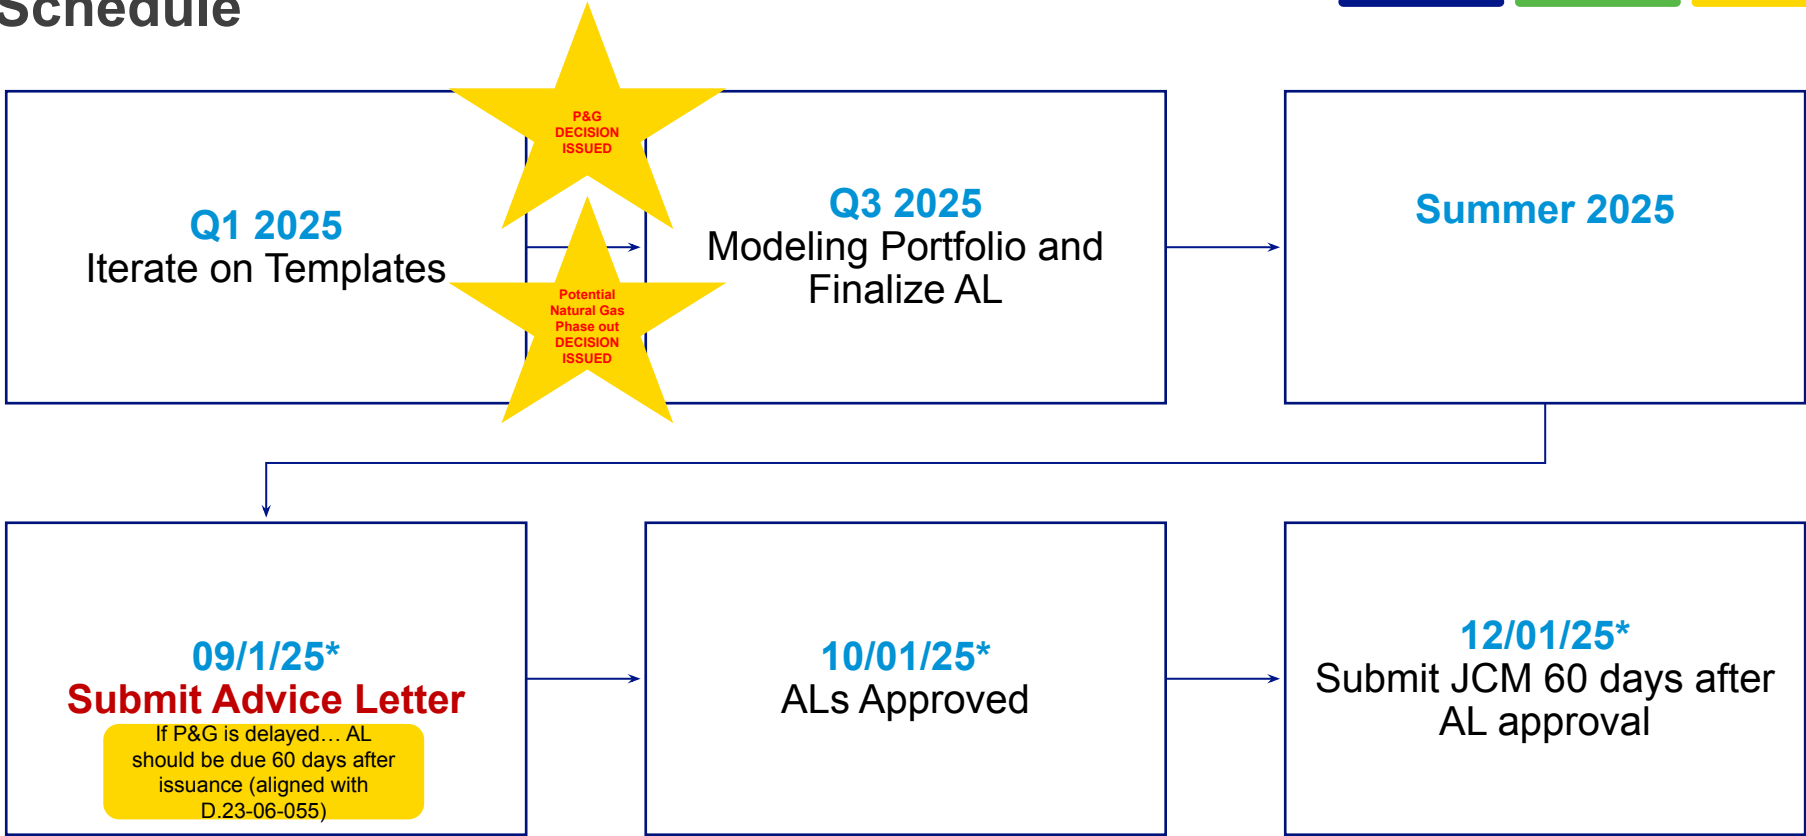 Schedule
Q1 2025
Iterate on Templates
P&G
DECISION
ISSUED
Potential
Natural Gas
Phase out
DECISION
ISSUED
Q3 2025
Modeling Portfolio and
Finalize AL
Summer 2025
09/1/25*
Submit Advice Letter
If P&G is delayed… AL
should be due 60 days after
issuance (aligned with
D.23-06-055)
10/01/25*
ALs Approved
12/01/25*
Submit JCM 60 days after
AL approval